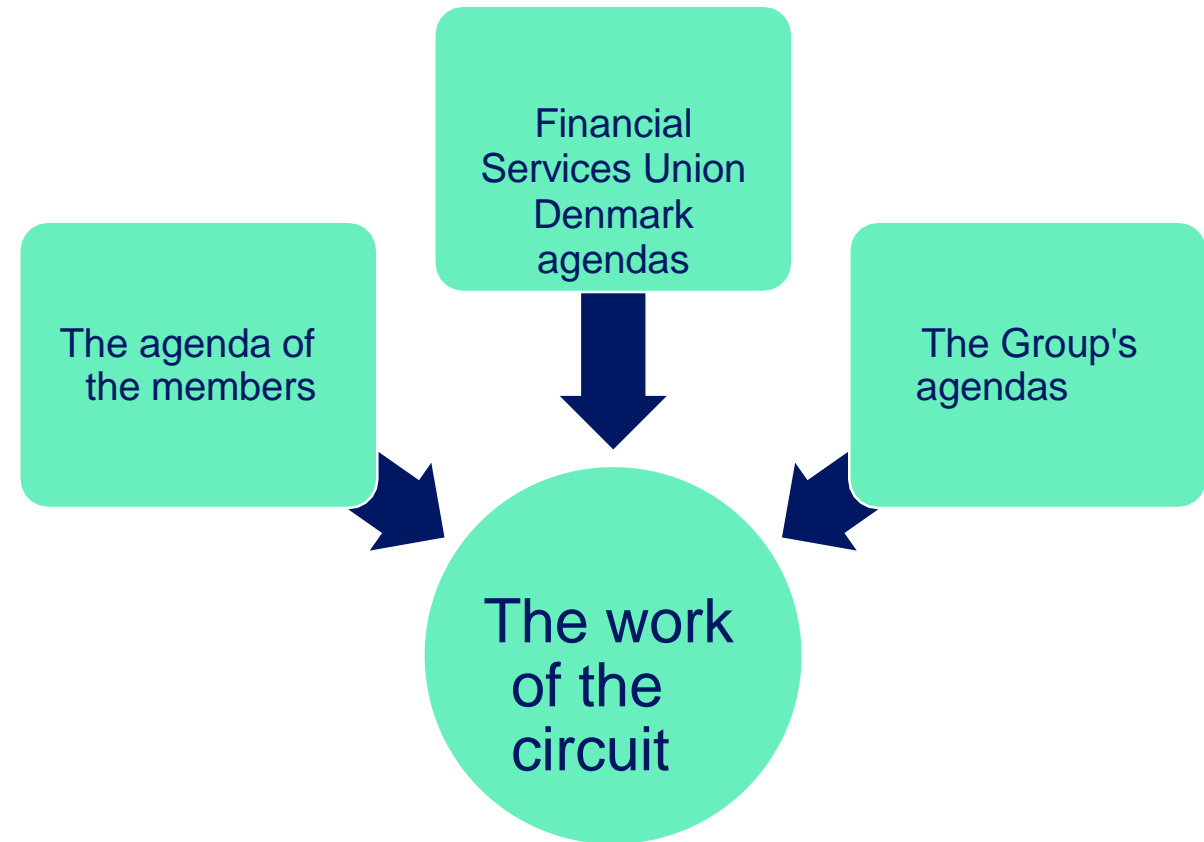 Financial
Services Union
Denmark
agendas
The agenda of
the members
The Group's
agendas
The work
of the
circuit